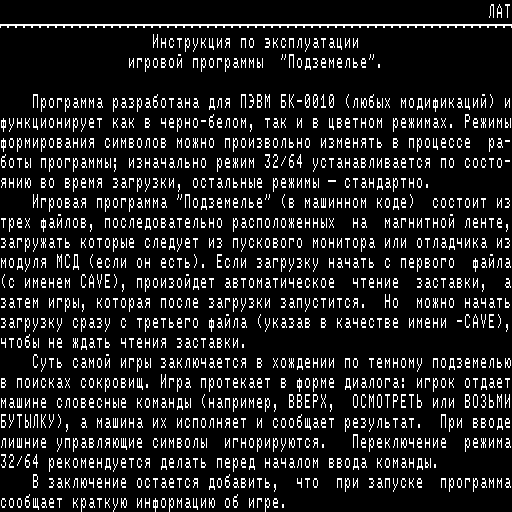 ЛАТ
Инструкция по эксплуатации
игровой программы "Подземелье".
Программа разработана для ПЭВМ БК-0010 (любых модификаций) и
функционирует как в черно-белом, так и в цветном режимах. Режимы
формирования символов можно произвольно изменять в процессе ра-
боты программы; изначально режим 32/64 устанавливается по состо-
янию во время загрузки, остальные режимы — стандартно.
Игровая программа "Подземелье" (в машинном коде) состоит из
трех файлов, последовательно расположенных на магнитной ленте,
загружать которые следует из пускового монитора или отладчика из
модуля МСД (если он есть). Если загрузку начать с первого файла
(с именем CAVE), произойдет автоматическое чтение заставки, а
затем игры, которая после загрузки запустится. Но можно начать
загрузку сразу с третьего файла (указав в качестве имени -CAVE),
чтобы не ждать чтения заставки.
Суть самой игры заключается в хождении по темному подземелью
в поисках сокровищ. Игра протекает в форме диалога: игрок отдает
машине словесные команды (например, ВВЕРХ, ОСМОТРЕТЬ или ВОЗЬМИ
БУТЫЛКУ), а машина их исполняет и сообщает результат. При вводе
лишние управляющие символы игнорируются. Переключение режима
32/64 рекомендуется делать перед началом ввода команды.
В заключение остается добавить, что при запуске программа
сообщает краткую информацию об игре.